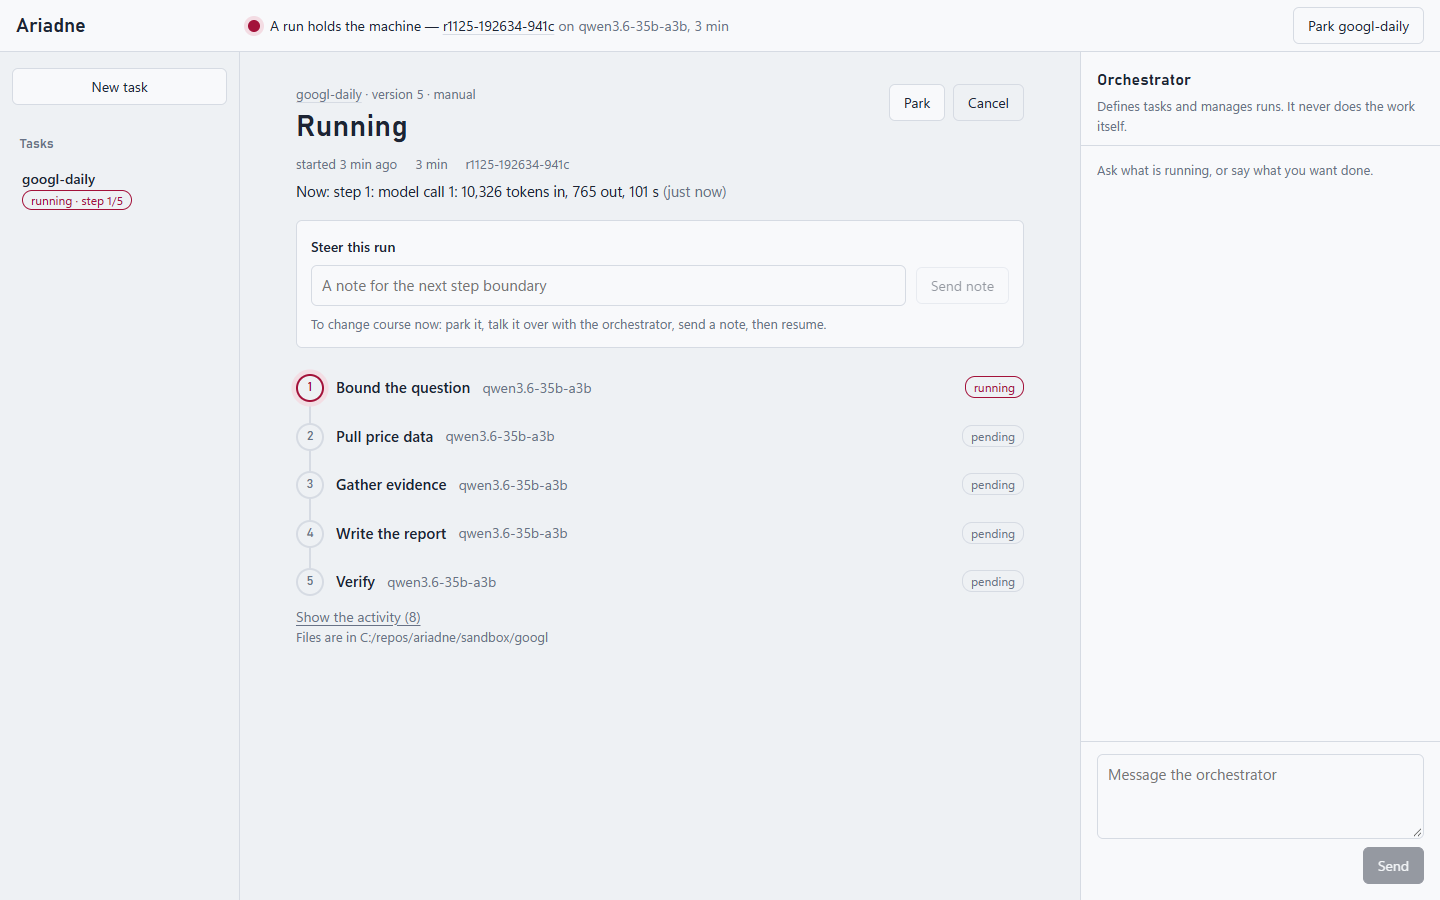 Ariadne
A run holds the machine — r1125-192634-941c on qwen3.6-35b-a3b, 3 min
Park googl-daily
New task
Tasks
googl-daily
running · step 1/5
googl-daily · version 5 · manual
Running
Park
Cancel
started 3 min ago 3 min r1125-192634-941c
Now: step 1: model call 1: 10,326 tokens in, 765 out, 101 s (just now)
Steer this run
A note for the next step boundary
Send note
To change course now: park it, talk it over with the orchestrator, send a note, then resume.
1 Bound the question qwen3.6-35b-a3b running
2 Pull price data qwen3.6-35b-a3b pending
3 Gather evidence qwen3.6-35b-a3b pending
4 Write the report qwen3.6-35b-a3b pending
5 Verify qwen3.6-35b-a3b pending
Show the activity (8)
Files are in C:/repos/ariadne/sandbox/googl
Orchestrator
Defines tasks and manages runs. It never does the work
itself.
Ask what is running, or say what you want done.
Message the orchestrator
Send